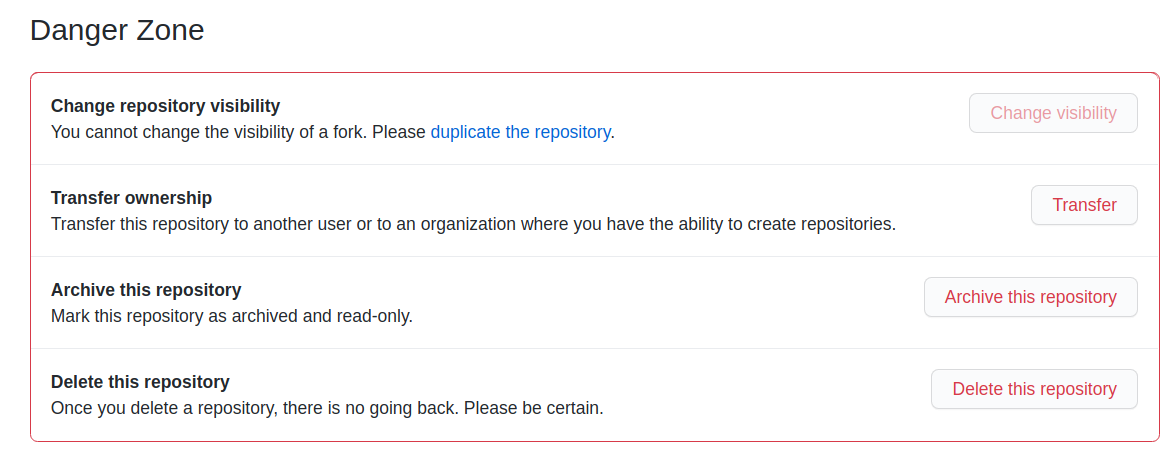 Danger Zone
Change repository visibility
You cannot change the visibility of a fork. Please duplicate the repository.
Change visibility
Transfer ownership
Transfer this repository to another user or to an organization where you have the ability to create repositories.
Transfer
Archive this repository
Mark this repository as archived and read-only.
Archive this repository
Delete this repository
Once you delete a repository, there is no going back. Please be certain.
Delete this repository